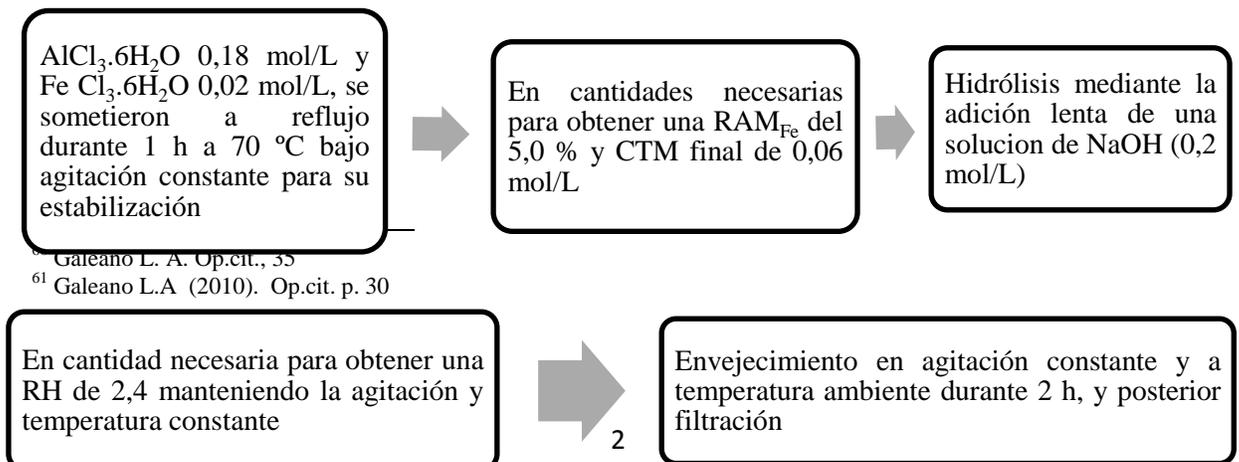 AlCl₃.6H₂O 0,18 mol/L y
Fe Cl₃.6H₂O 0,02 mol/L, se
sometieron a reflujo
durante 1 h a 70 ºC bajo
agitación constante para su
estabilización
En cantidades necesarias
para obtener una RAM_Fe del
5,0 % y CTM final de 0,06
mol/L
Hidrólisis mediante la
adición lenta de una
solucion de NaOH (0,2
mol/L)
Galeano L. A. Op.cit., 35
⁶¹ Galeano L.A (2010). Op.cit. p. 30
En cantidad necesaria para obtener una
RH de 2,4 manteniendo la agitación y
temperatura constante
2
Envejecimiento en agitación constante y a
temperatura ambiente durante 2 h, y posterior
filtración